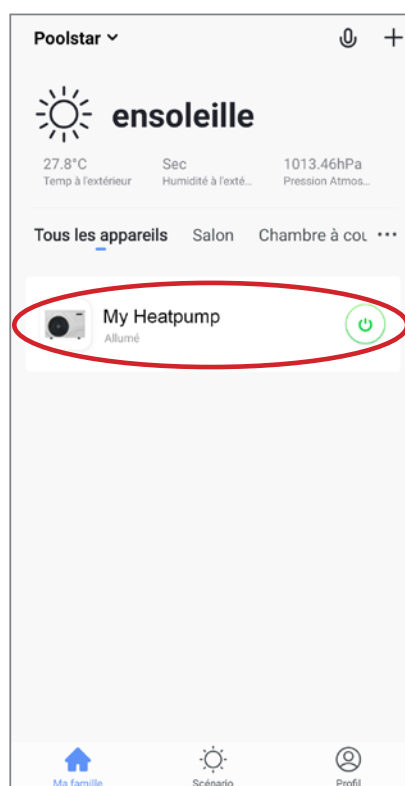 Poolstar
ensoleille
27.8°C Sec 1013.46hPa
Temp à l'extérieur Humidité à l'exté... Pression Atmos...
Tous les appareils Salon Chambre à cou ...
My Heatpump
Allumé
Ma famille Scénario Profil